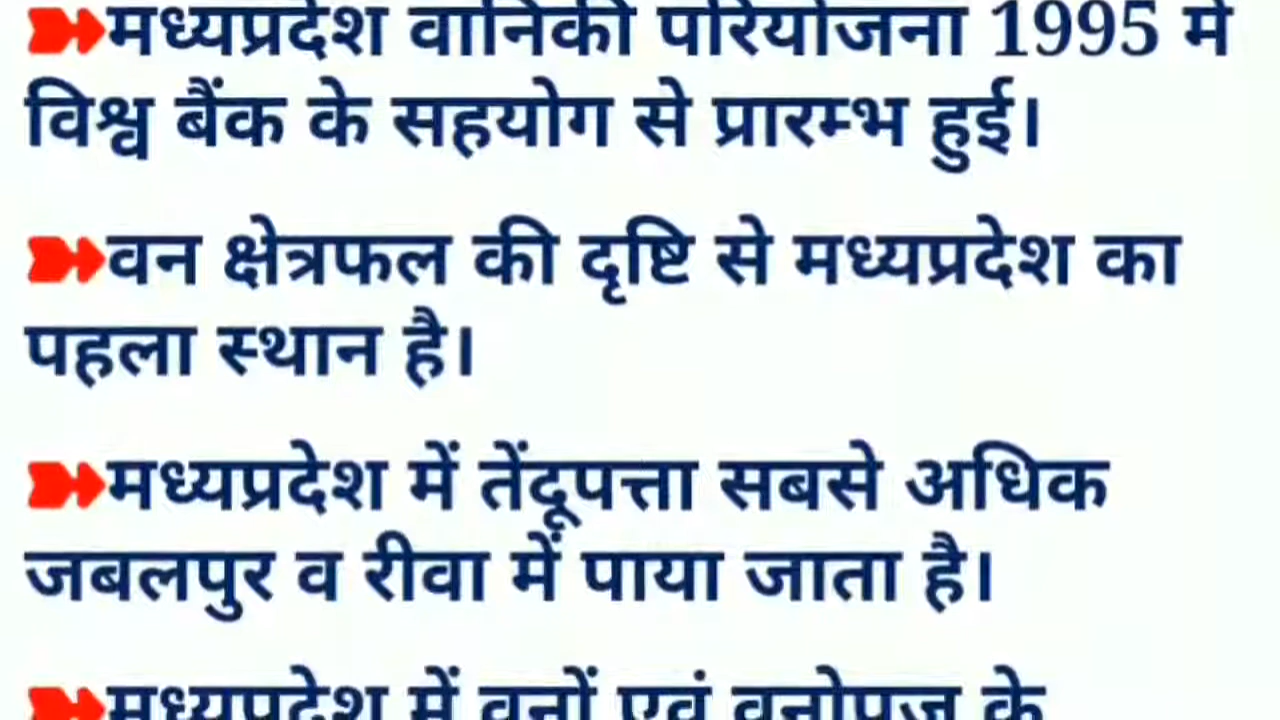 ➽मध्यप्रदेश वानिकी परियोजना 1995 में
विश्व बैंक के सहयोग से प्रारम्भ हुई।
➽वन क्षेत्रफल की दृष्टि से मध्यप्रदेश का
पहला स्थान है।
➽मध्यप्रदेश में तेंदूपत्ता सबसे अधिक
जबलपुर व रीवा में पाया जाता है।
➽मध्यप्रदेश में वनों एवं वनोपज के